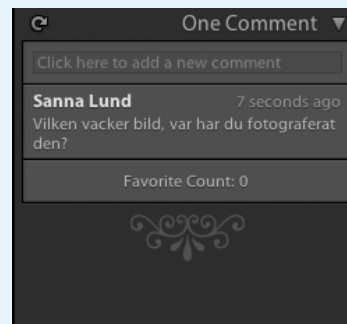 One Comment
Click here to add a new comment
Sanna Lund 7 seconds ago
Vilken vacker bild, var har du fotograferat
den?
Favorite Count: 0